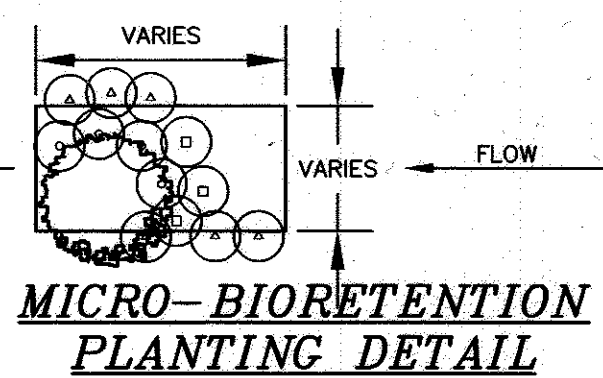 VARIES
VARIES
FLOW
MICRO-BIORETENTION
PLANTING DETAIL